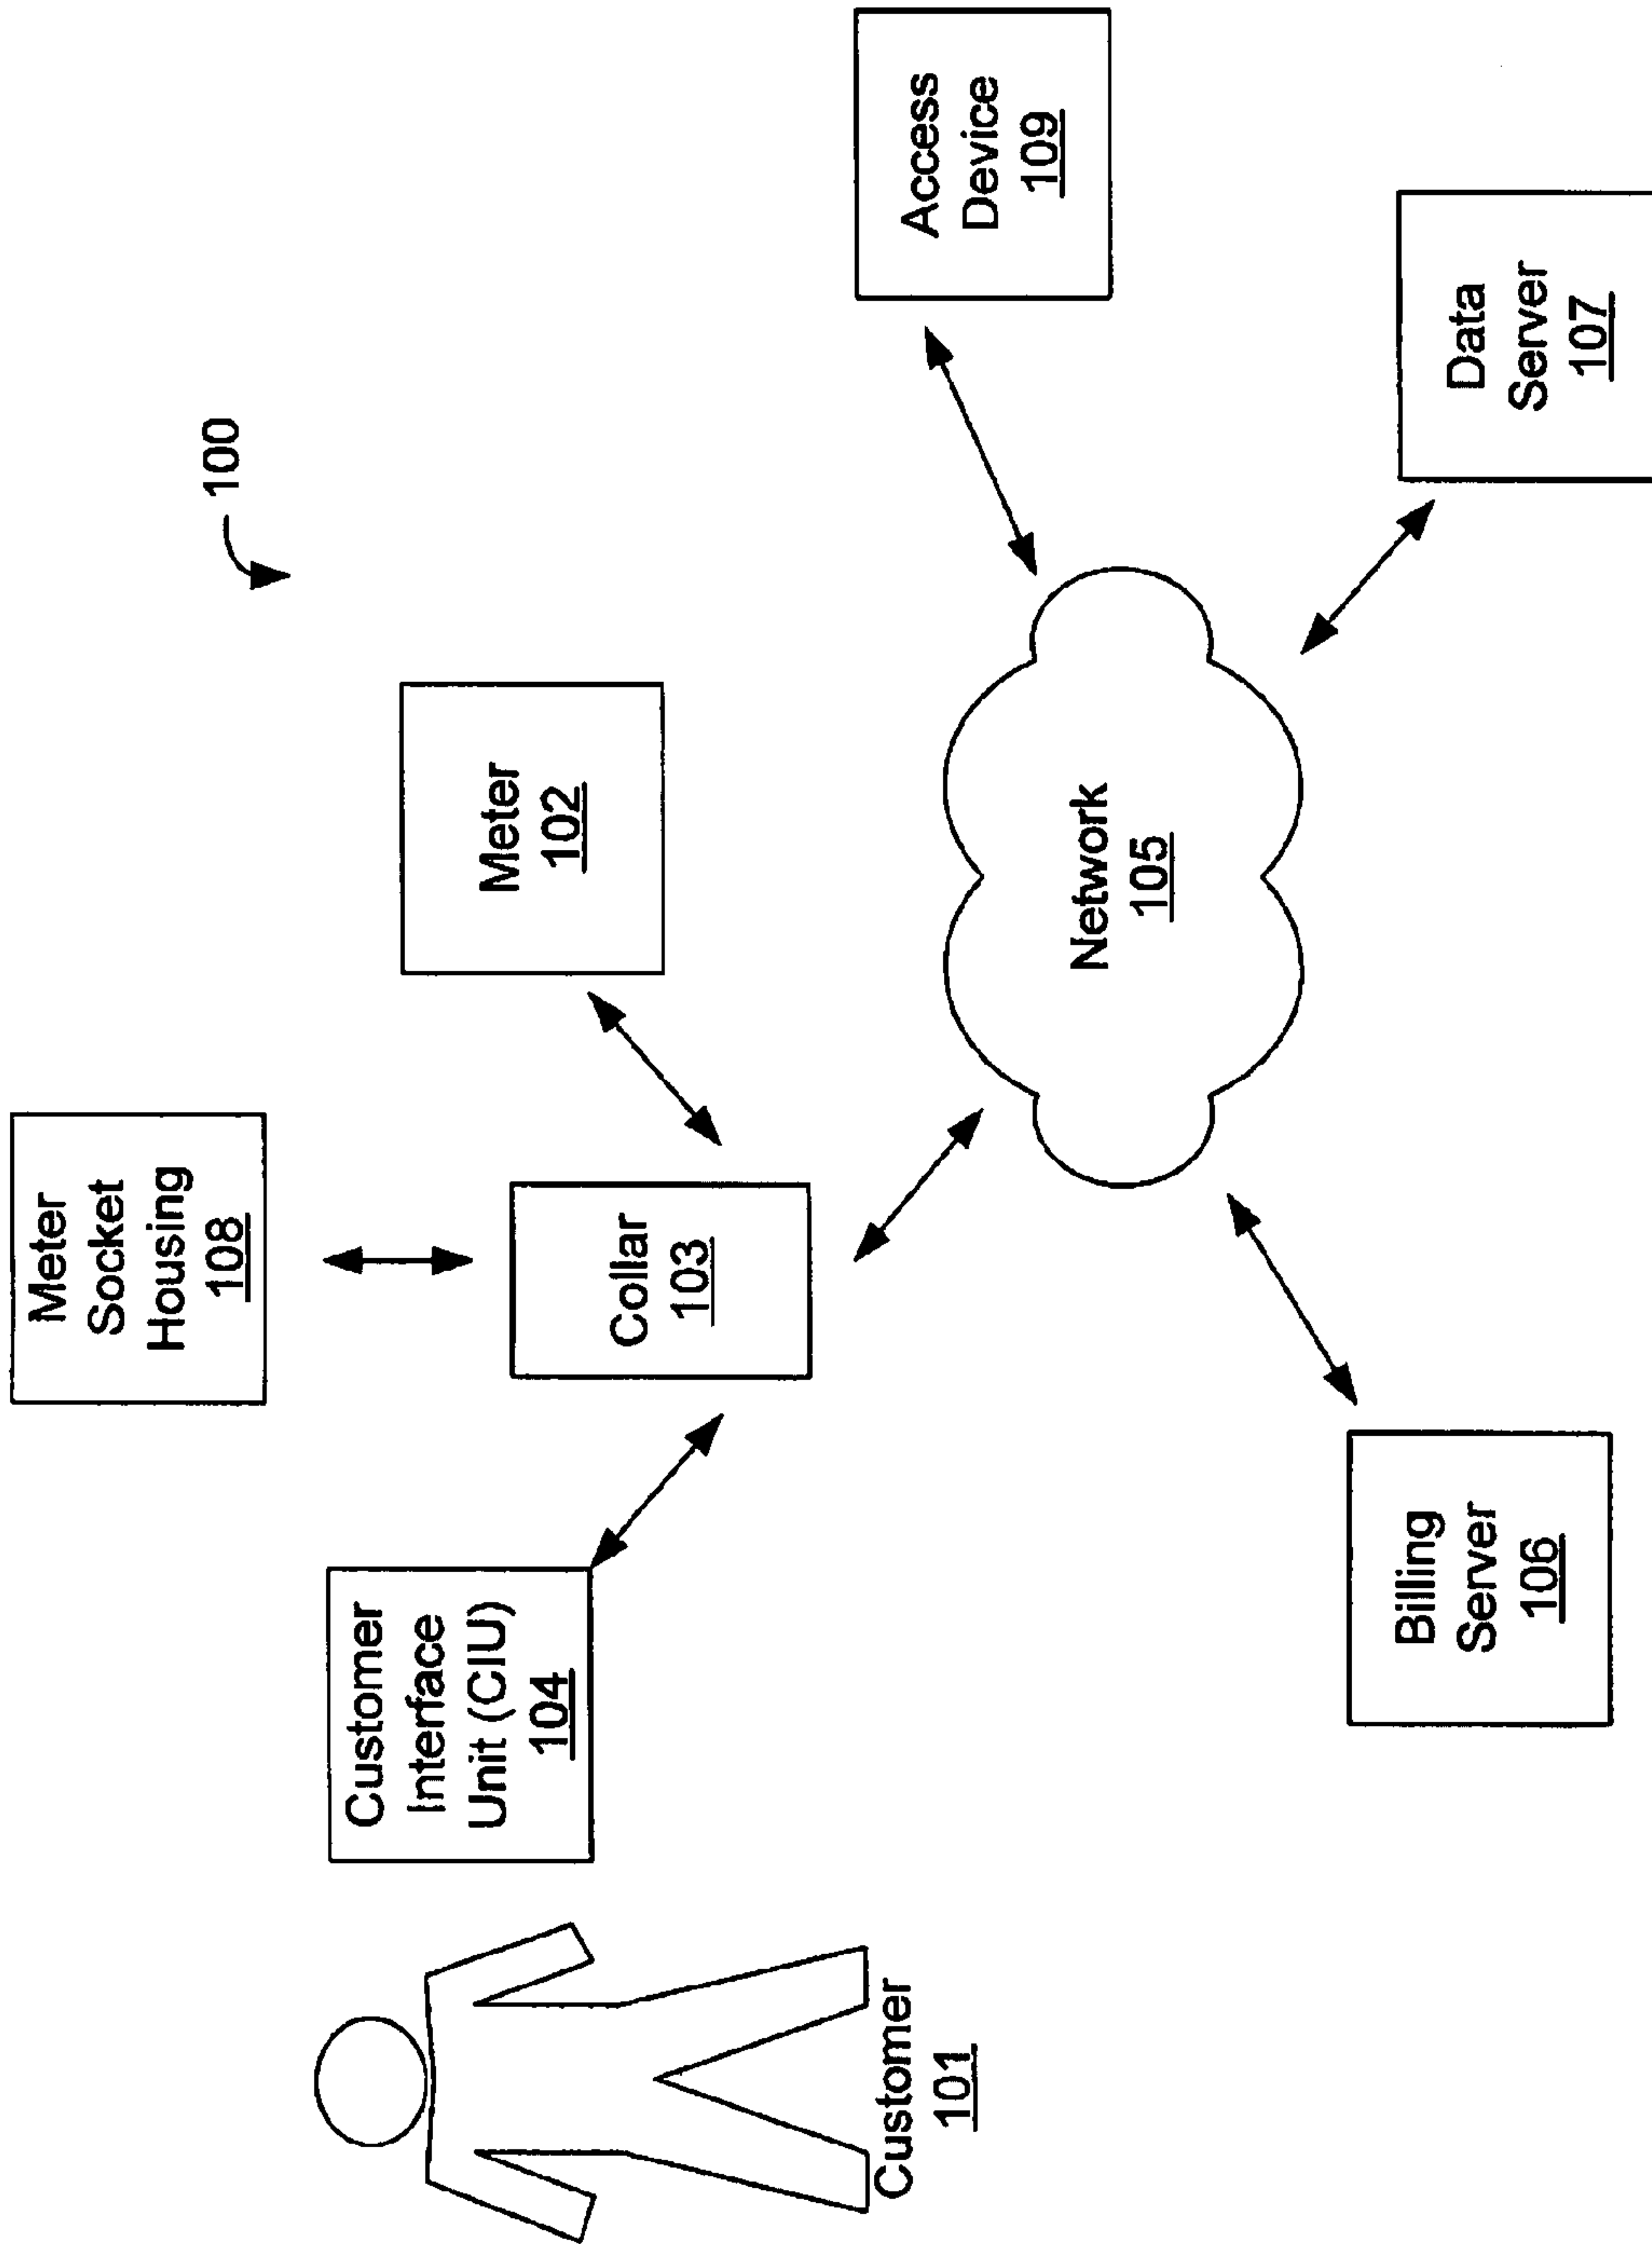 100
Meter
Socket
Housing
108
Customer
Interface
Unit (CIU)
104
Meter
102
Collar
103
Customer
101
Access
Device
109
Network
105
Billing
Server
106
Data
Server
107